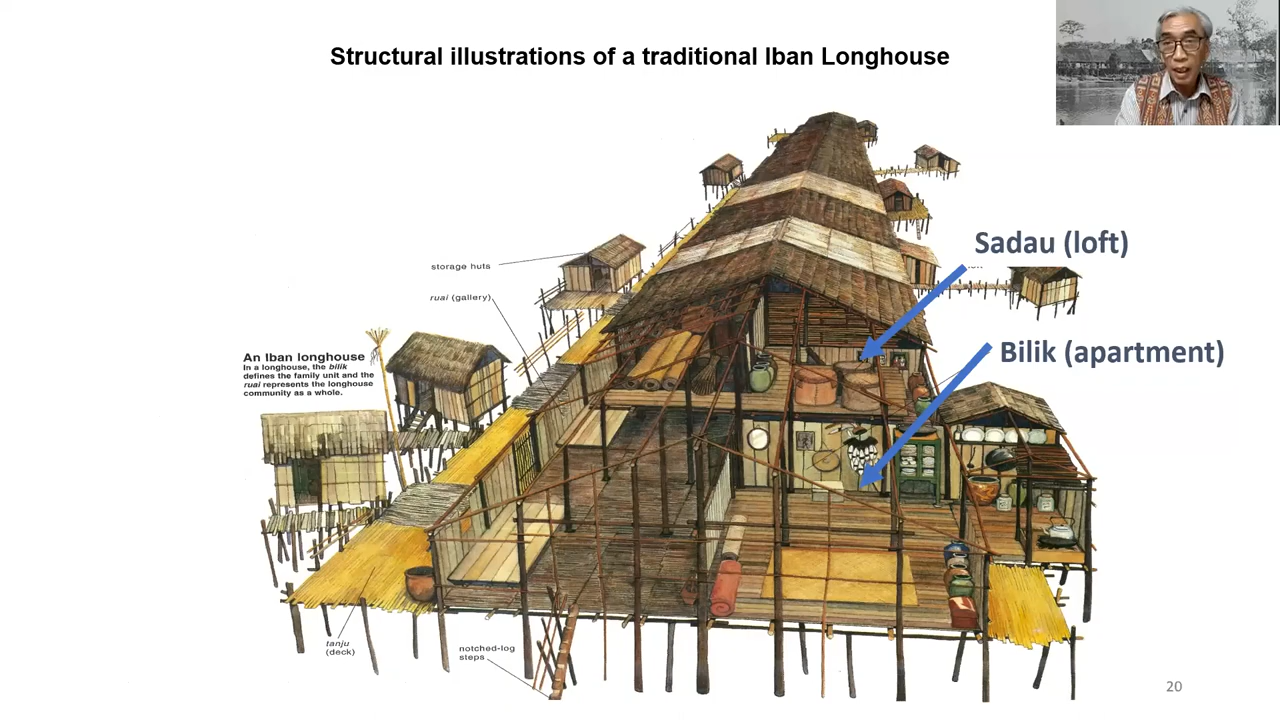 Structural illustrations of a traditional Iban Longhouse
Sadau (loft)
storage huts
ruai (gallery)
Bilik (apartment)
An Iban longhouse
In a longhouse, the bilik
defines the family unit and the
ruai represents the longhouse
community as a whole.
tanju
(deck)
notched-log
steps
20